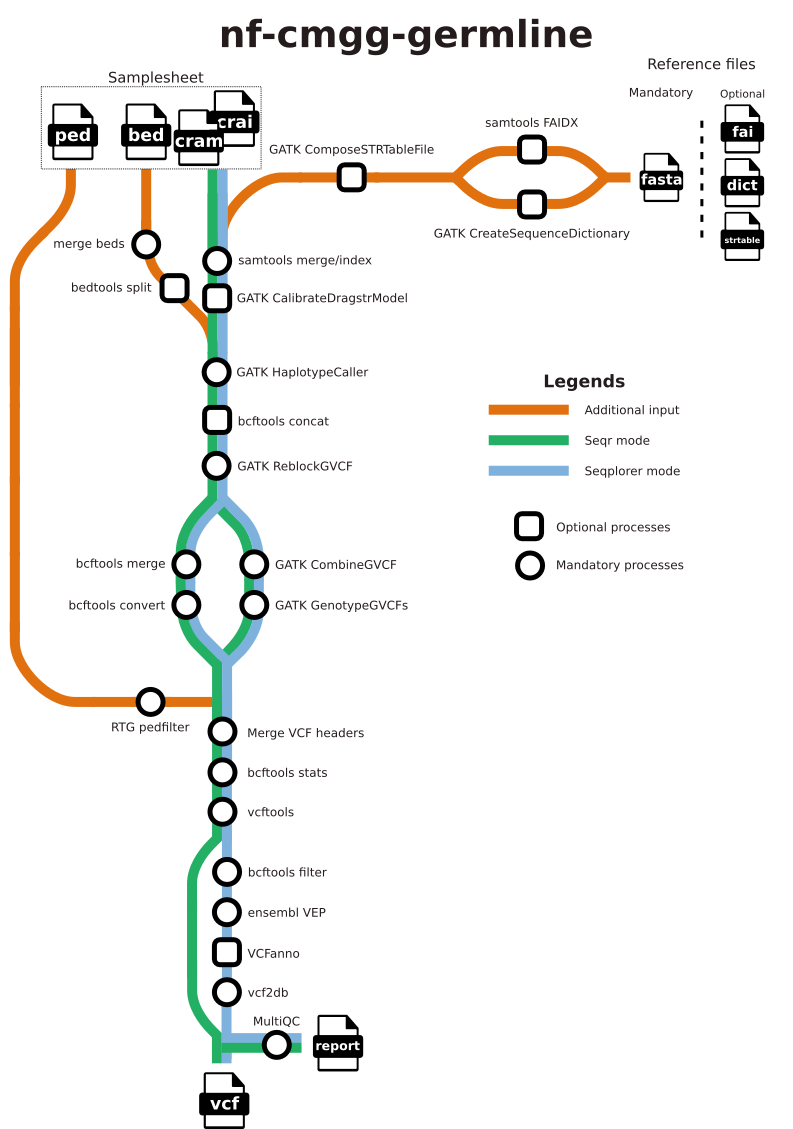 nf-cmgg-germline
Samplesheet
ped
bed
cram
crai
Reference files
Mandatory
Optional
fasta
fai
dict
strtable
GATK ComposeSTRTableFile
samtools FAIDX
GATK CreateSequenceDictionary
merge beds
bedtools split
samtools merge/index
GATK CalibrateDragstrModel
GATK HaplotypeCaller
bcftools concat
GATK ReblockGVCF
Legends
Additional input
Seqr mode
Seqplorer mode
Optional processes
Mandatory processes
bcftools merge
GATK CombineGVCF
bcftools convert
GATK GenotypeGVCFs
RTG pedfilter
Merge VCF headers
bcftools stats
vcftools
bcftools filter
ensembl VEP
VCFanno
vcf2db
MultiQC
report
vcf